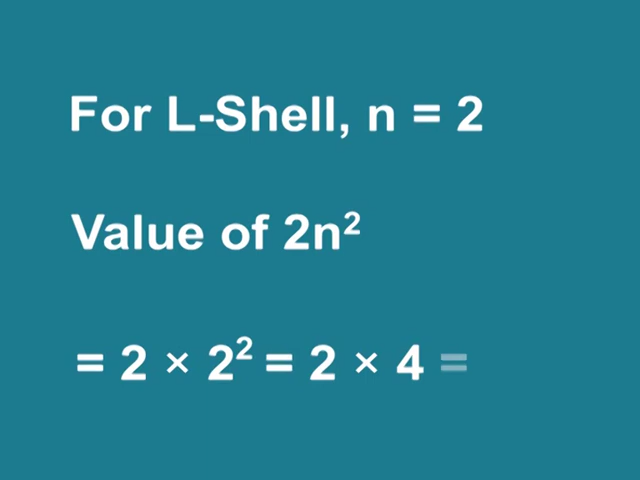 For L-Shell, n = 2
Value of 2n²
= 2 × 2² = 2 × 4 =